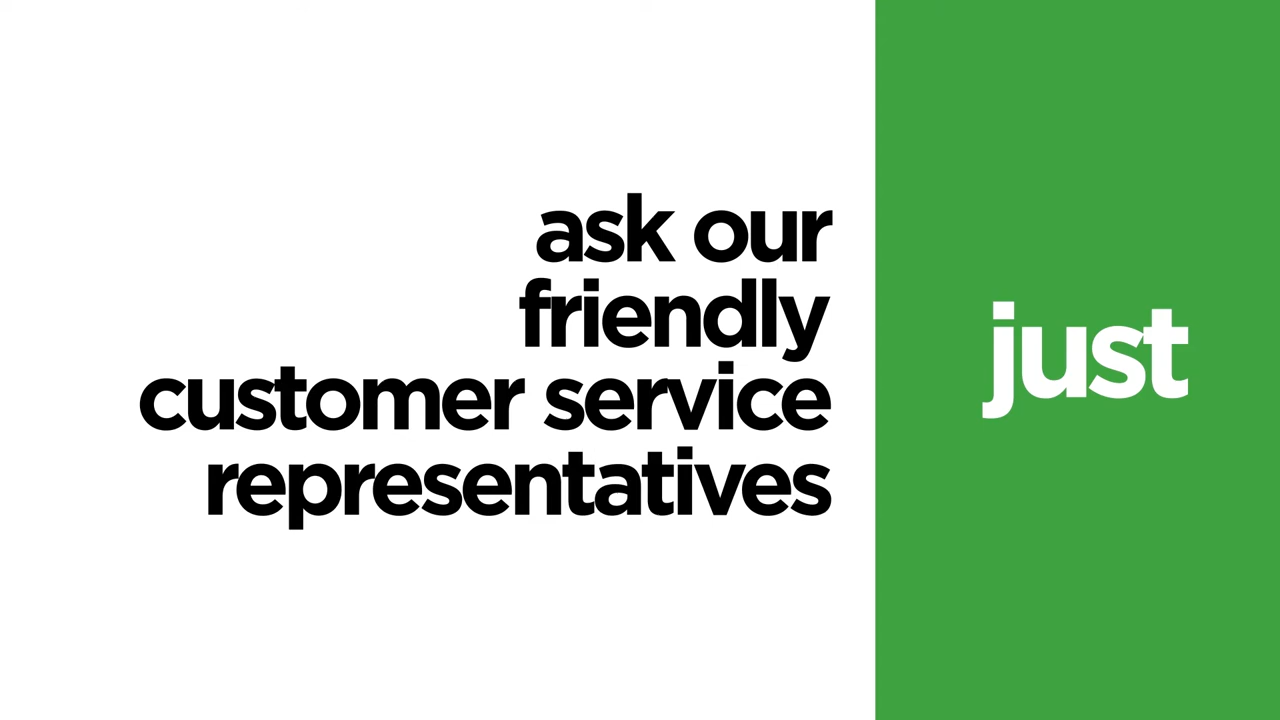 ask our
friendly
customer service
representatives
just